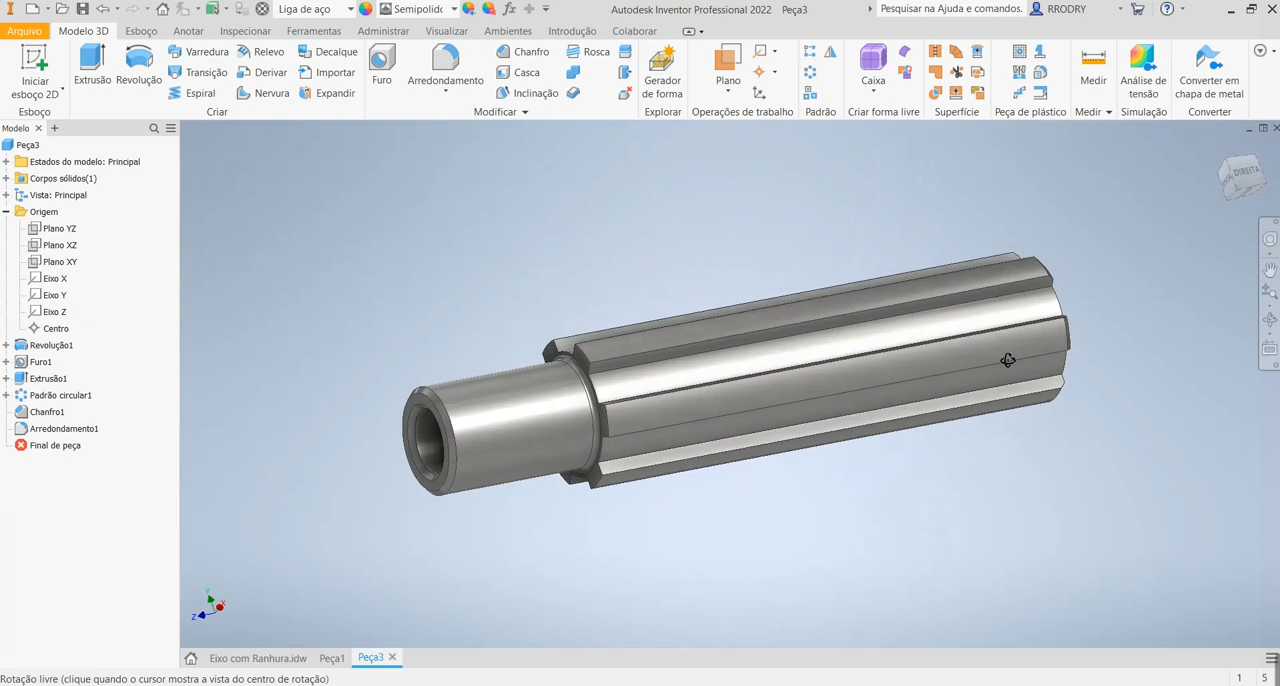 Liga de aço
Semipolid
Autodesk Inventor Professional 2022 Peça3
Pesquisar na Ajuda e comandos.
RRODRY
Arquivo Modelo 3D Esboço Anotar Inspecionar Ferramentas Administrar Visualizar Ambientes Introdução Colaborar
Iniciar
esboço 2D
Extrusão
Revolução
Varredura
Relevo
Decalque
Transição
Derivar
Importar
Espiral
Nervura
Expandir
Furo
Arredondamento
Chanfro
Rosca
Casca
Inclinação
Gerador
de forma
Plano
Caixa
Medir
Análise de
tensão
Converter em
chapa de metal
Esboço Criar Modificar Explorar Operações de trabalho Padrão Criar forma livre Superfície Peça de plástico Medir Simulação Converter
Modelo
Peça3
Estados do modelo: Principal
Corpos sólidos(1)
Vista: Principal
Origem
Plano YZ
Plano XZ
Plano XY
Eixo X
Eixo Y
Eixo Z
Centro
Revolução1
Furo1
Extrusão1
Padrão circular1
Chanfro1
Arredondamento1
Final de peça
DIREITA
Y
X
Z
Eixo com Ranhura.idw Peça1 Peça3
Rotação livre (clique quando o cursor mostra a vista do centro de rotação)
1 5